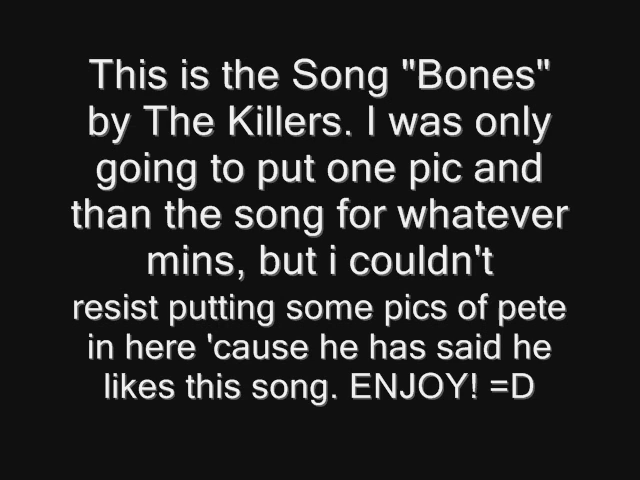 This is the Song "Bones"
by The Killers. I was only
going to put one pic and
than the song for whatever
mins, but i couldn't
resist putting some pics of pete
in here 'cause he has said he
likes this song. ENJOY! =D